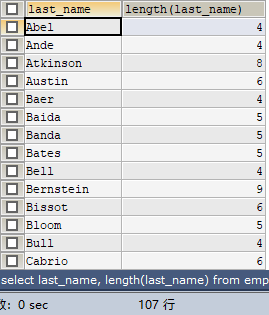 last_name length(last_name)
Abel 4
Ande 4
Atkinson 8
Austin 6
Baer 4
Baida 5
Banda 5
Bates 5
Bell 4
Bernstein 9
Bissot 6
Bloom 5
Bull 4
Cabrio 6
select last_name, length(last_name) from emp
: 0 sec 107 行